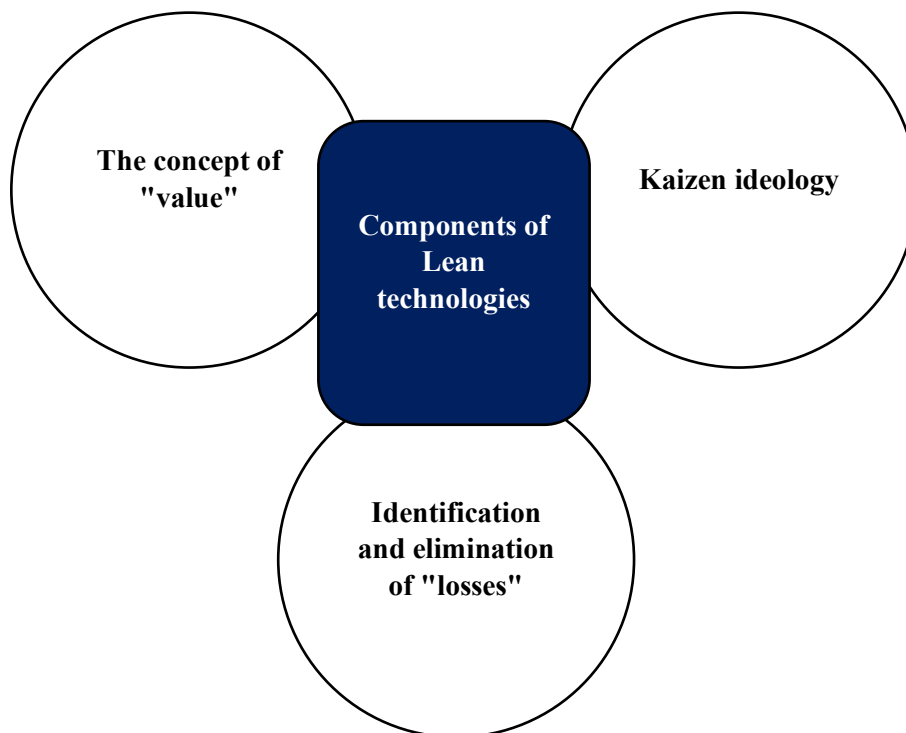 The concept of
"value"
Kaizen ideology
Components of
Lean
technologies
Identification
and elimination
of "losses"